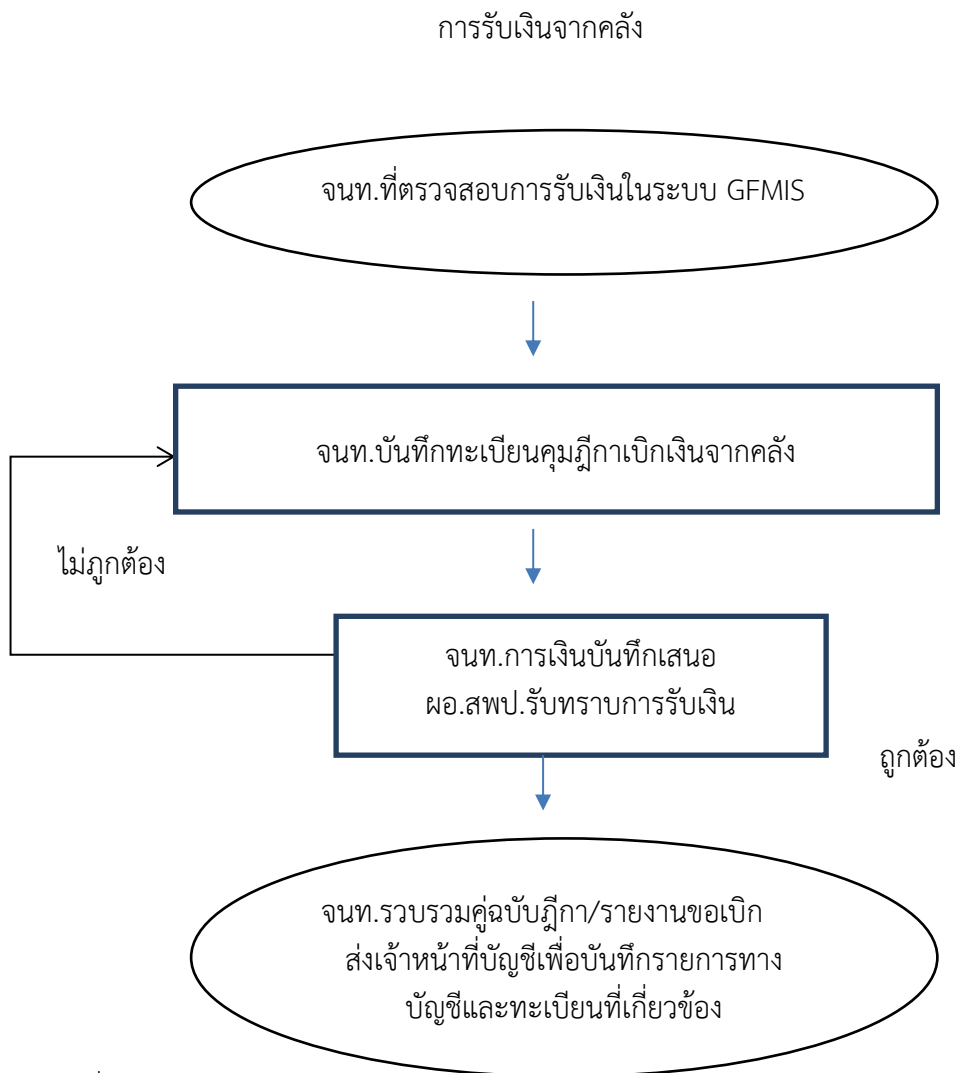 การรับเงินจากคลัง
จนท.ที่ตรวจสอบการรับเงินในระบบ GFMIS
จนท.บันทึกทะเบียนคุมฎีกาเบิกเงินจากคลัง
ไม่ภูกต้อง
จนท.การเงินบันทึกเสนอ
ผอ.สพป.รับทราบการรับเงิน
ถูกต้อง
จนท.รวบรวมคู่ฉบับฎีกา/รายงานขอเบิก
ส่งเจ้าหน้าที่บัญชีเพื่อบันทึกรายการทาง
บัญชีและทะเบียนที่เกี่ยวข้อง